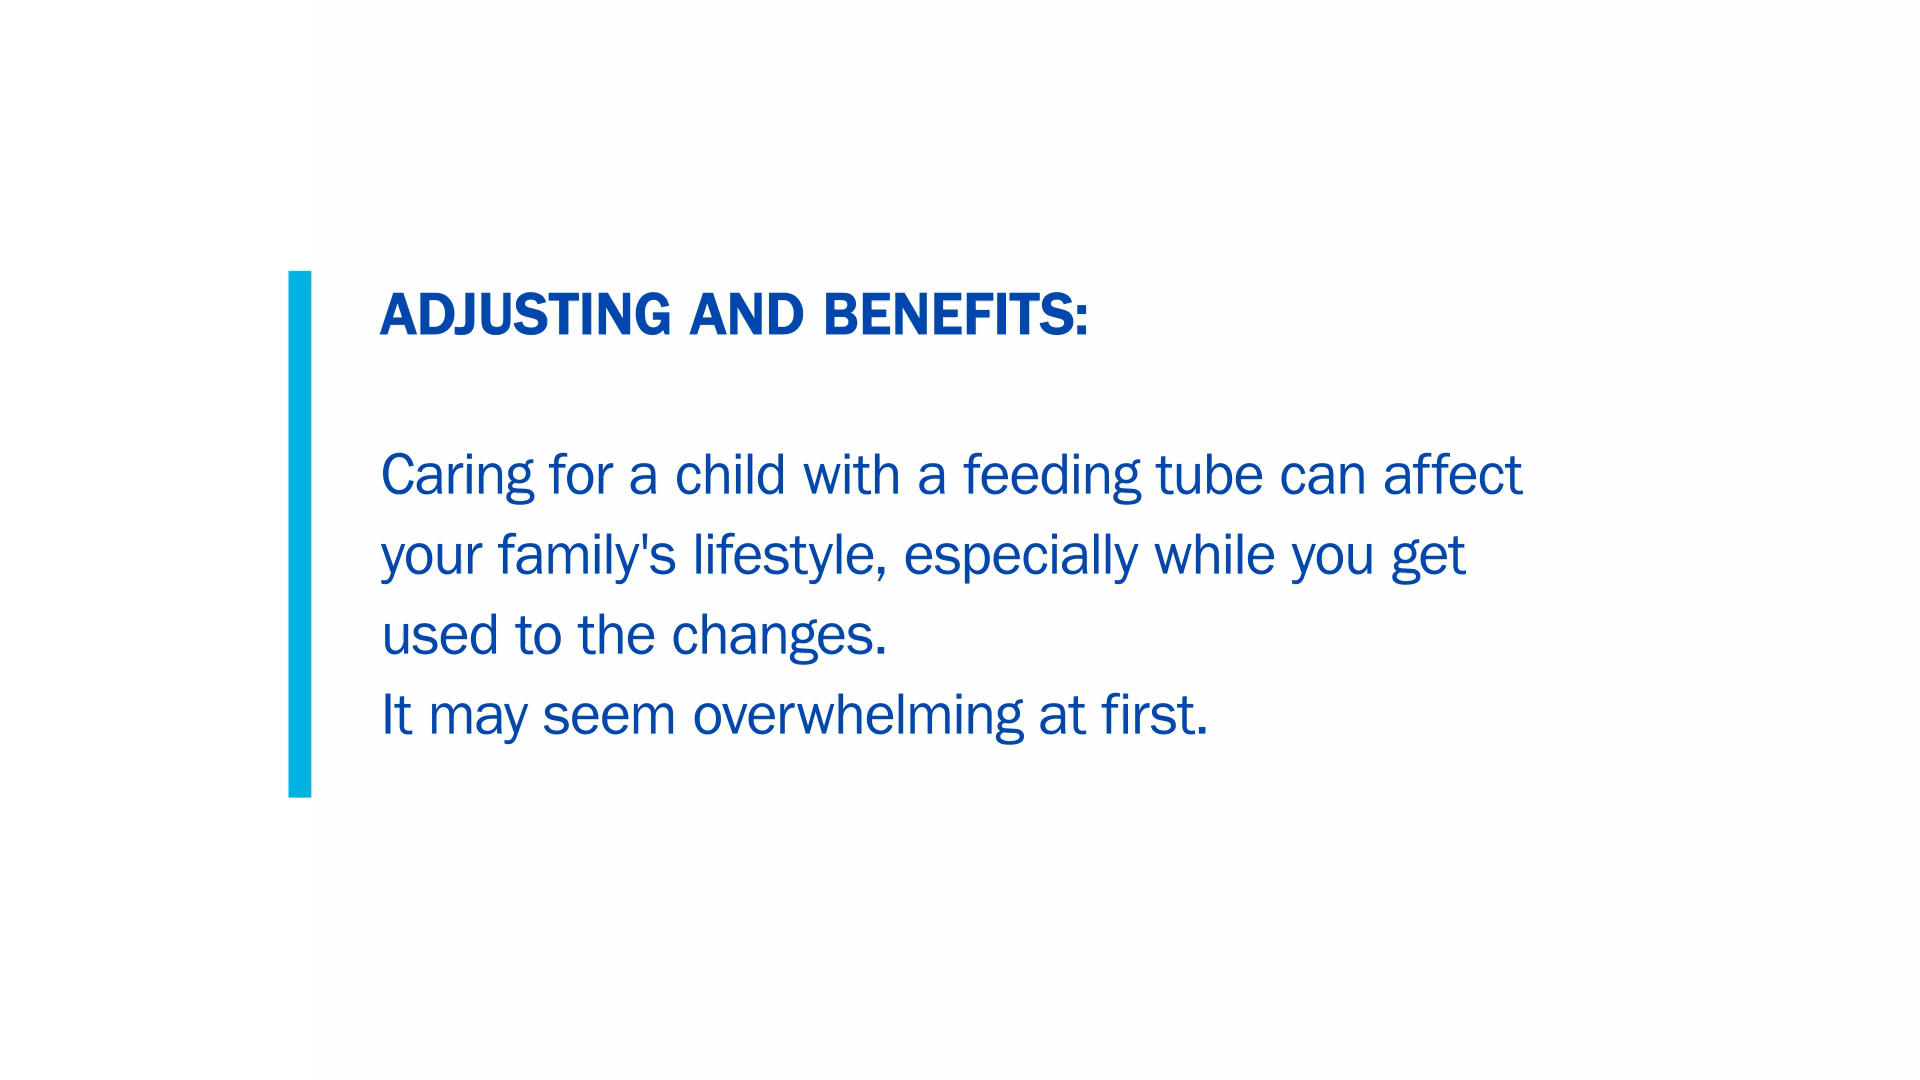 ADJUSTING AND BENEFITS:
Caring for a child with a feeding tube can affect
your family's lifestyle, especially while you get
used to the changes.
It may seem overwhelming at first.